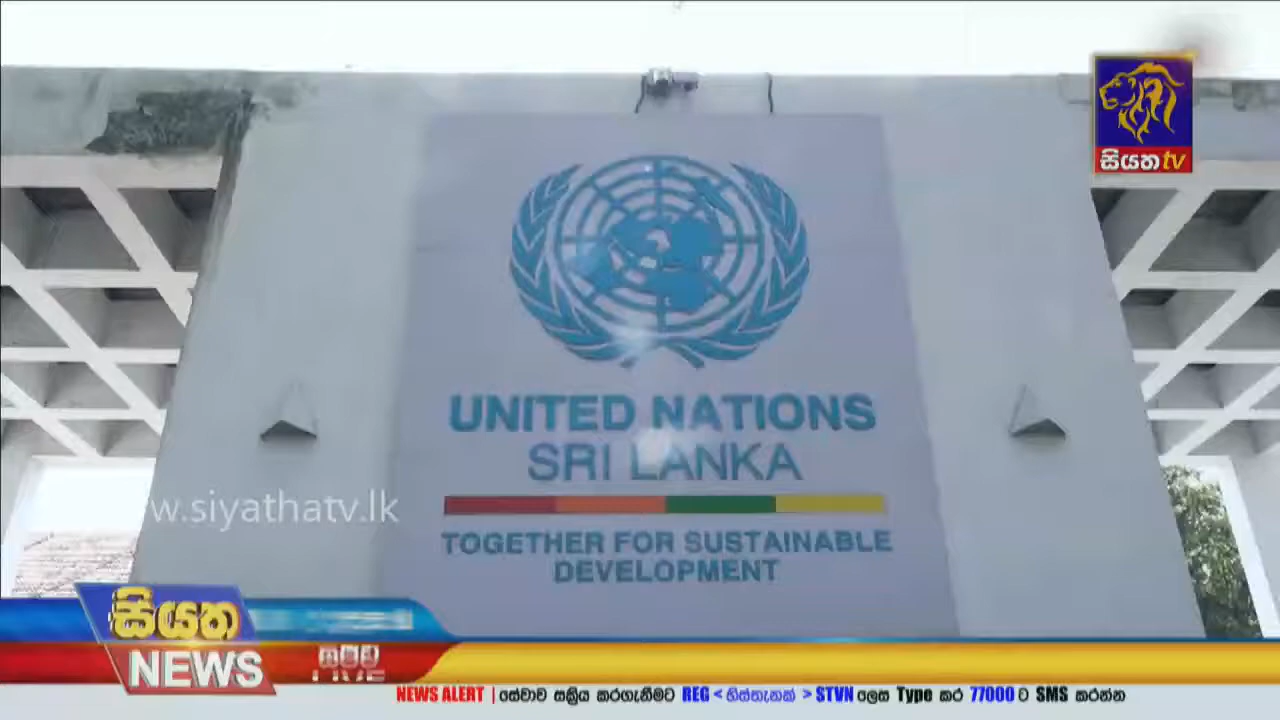 සියත tv
UNITED NATIONS
SRI LANKA
TOGETHER FOR SUSTAINABLE
DEVELOPMENT
w.siyathatv.lk
සියත
NEWS
LIVE
NEWS ALERT | සේවාව සක්‍රිය කරගැනීමට REG < හිස්තැනක් > STVN ලෙස Type කර 77000 ට SMS කරන්න